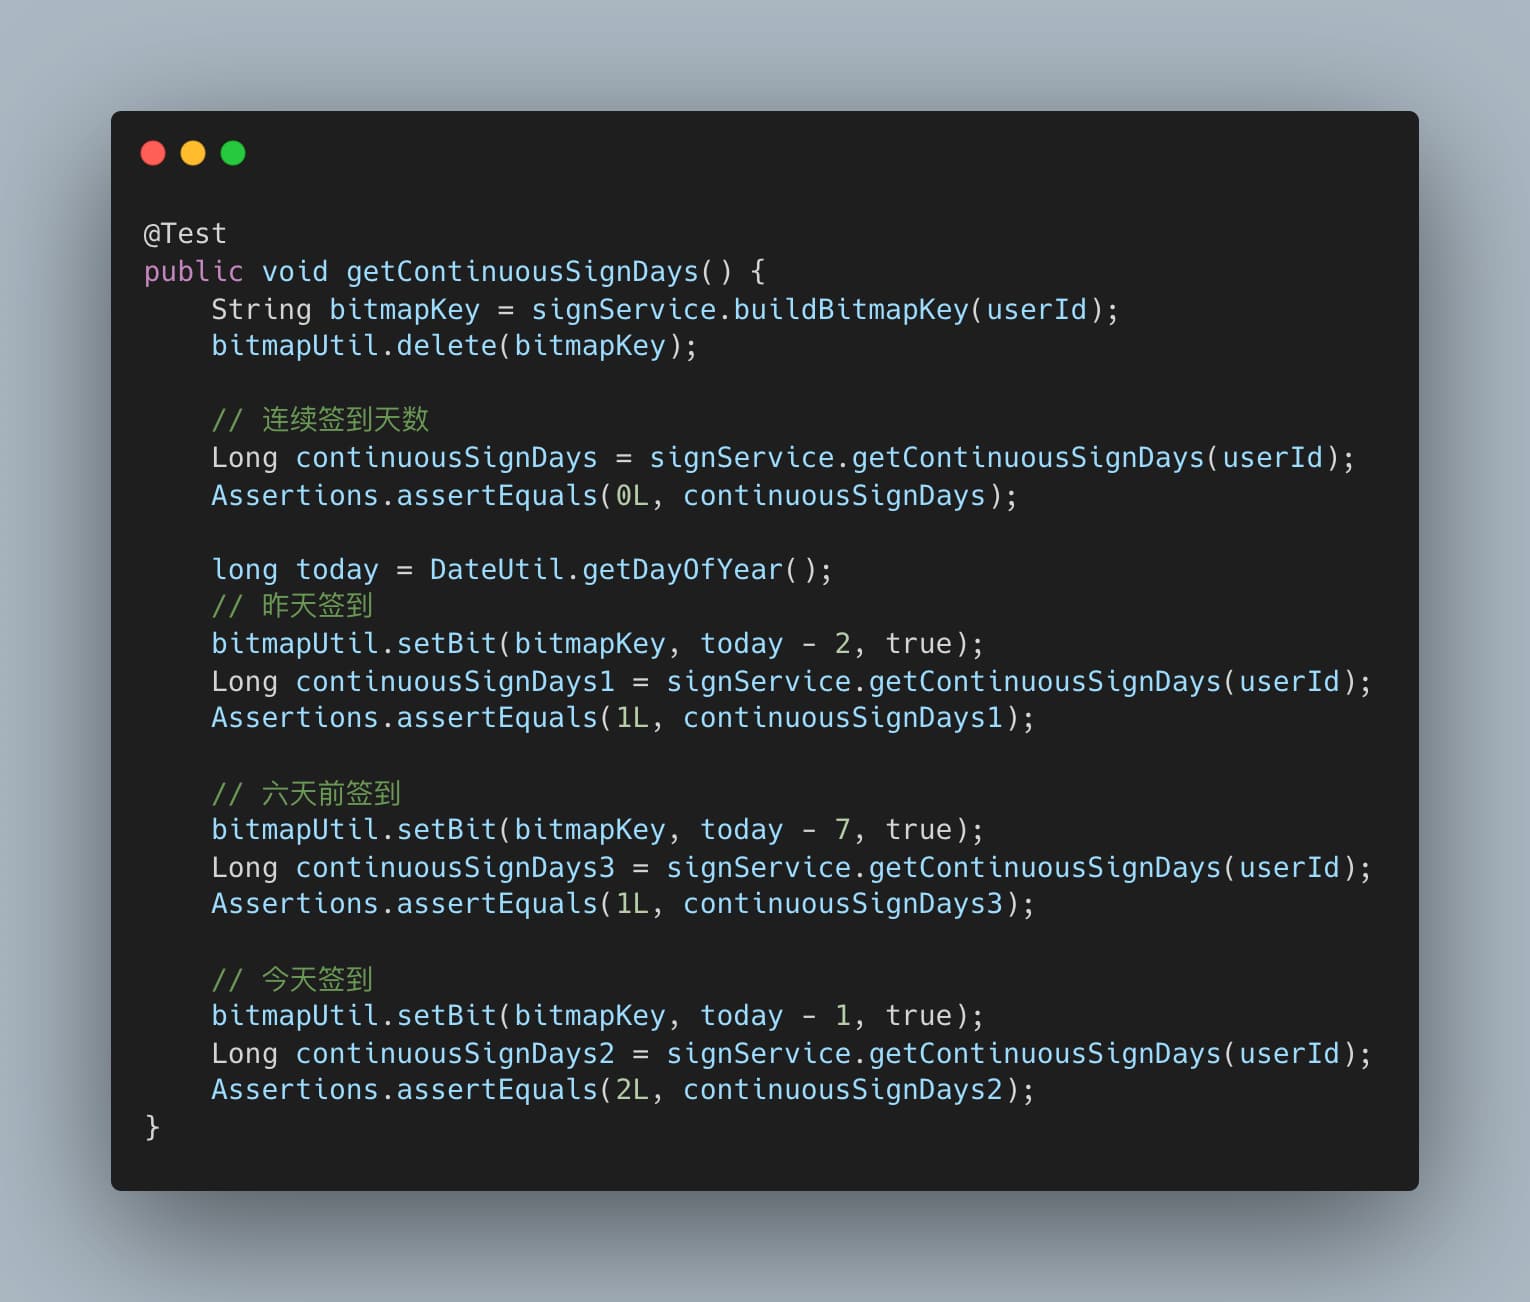 @Test
public void getContinuousSignDays() {
    String bitmapKey = signService.buildBitmapKey(userId);
    bitmapUtil.delete(bitmapKey);

    // 连续签到天数
    Long continuousSignDays = signService.getContinuousSignDays(userId);
    Assertions.assertEquals(0L, continuousSignDays);

    long today = DateUtil.getDayOfYear();
    // 昨天签到
    bitmapUtil.setBit(bitmapKey, today - 2, true);
    Long continuousSignDays1 = signService.getContinuousSignDays(userId);
    Assertions.assertEquals(1L, continuousSignDays1);

    // 六天前签到
    bitmapUtil.setBit(bitmapKey, today - 7, true);
    Long continuousSignDays3 = signService.getContinuousSignDays(userId);
    Assertions.assertEquals(1L, continuousSignDays3);

    // 今天签到
    bitmapUtil.setBit(bitmapKey, today - 1, true);
    Long continuousSignDays2 = signService.getContinuousSignDays(userId);
    Assertions.assertEquals(2L, continuousSignDays2);
}